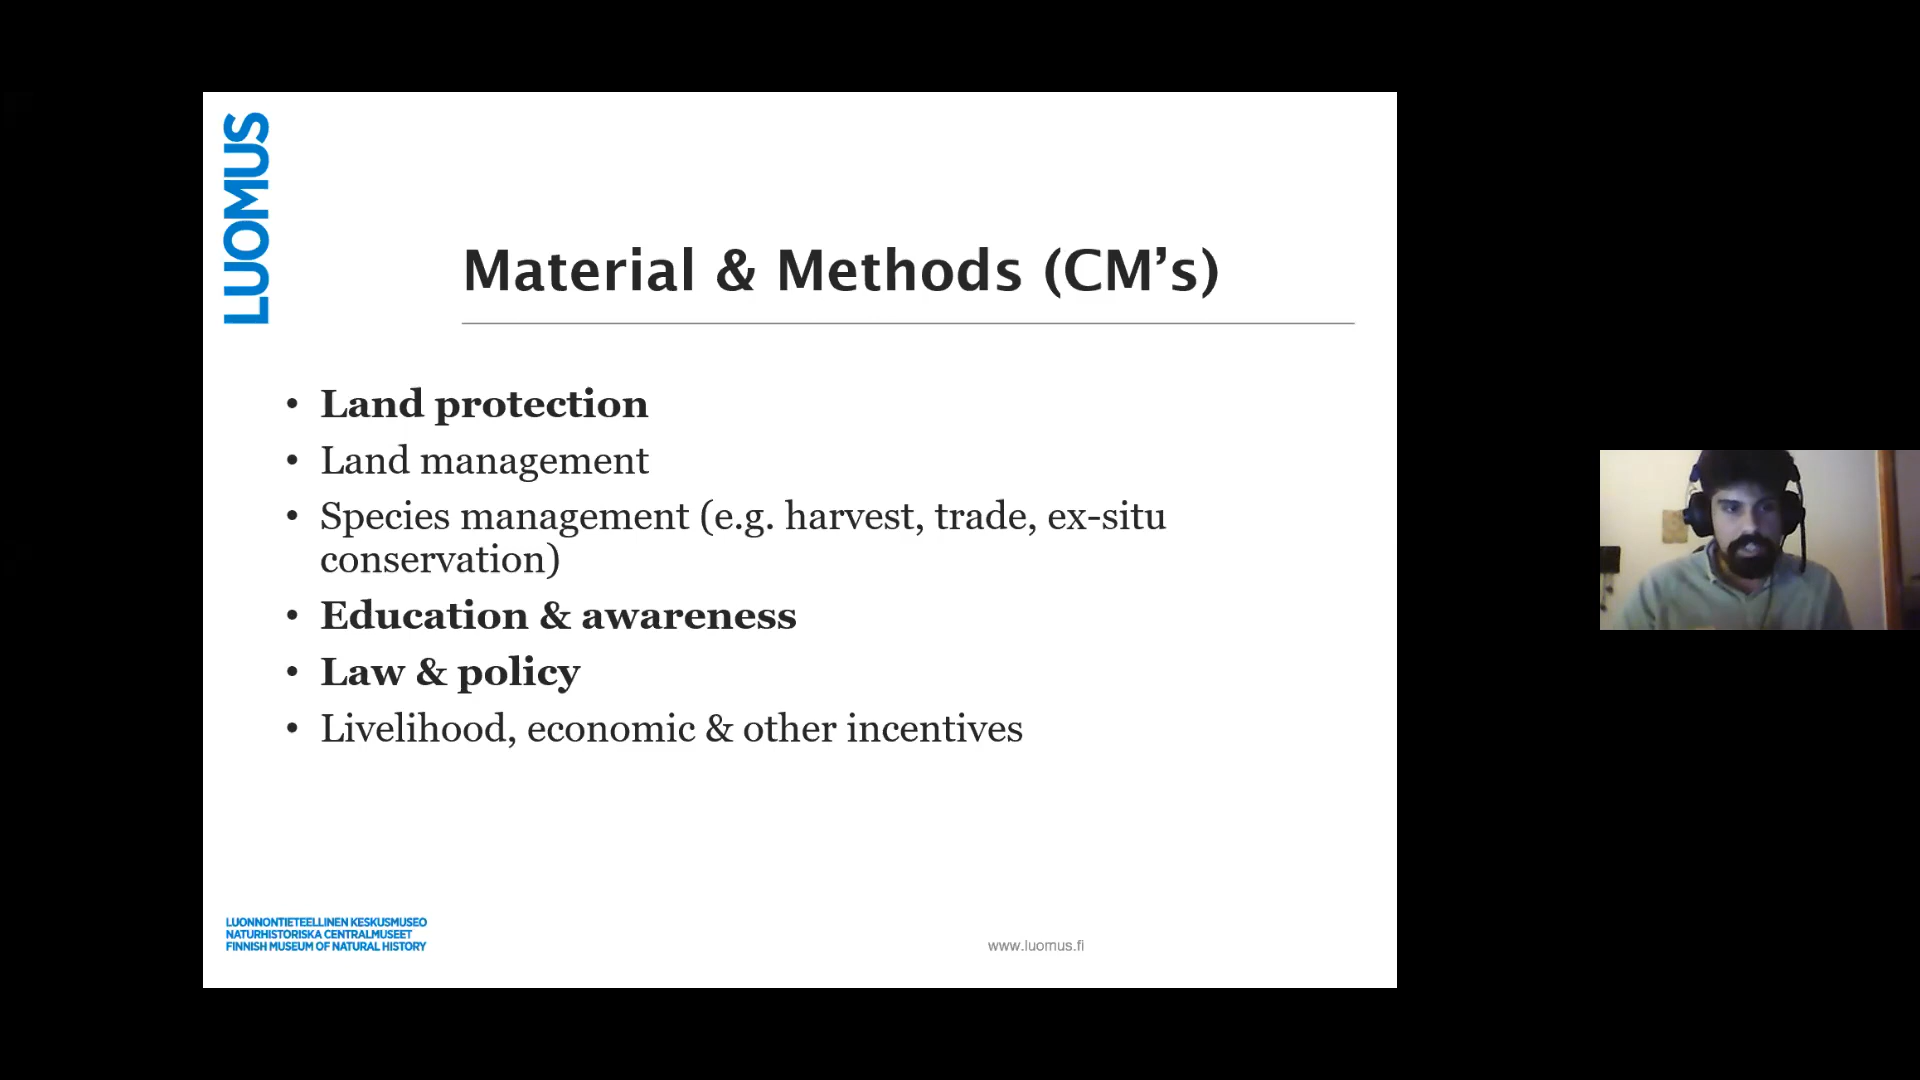 LUOMUS
Material & Methods (CM’s)
• Land protection
• Land management
• Species management (e.g. harvest, trade, ex-situ
conservation)
• Education & awareness
• Law & policy
• Livelihood, economic & other incentives
LUONNONTIETEELLINEN KESKUSMUSEO
NATURHISTORISKA CENTRALMUSEET
FINNISH MUSEUM OF NATURAL HISTORY
www.luomus.fi